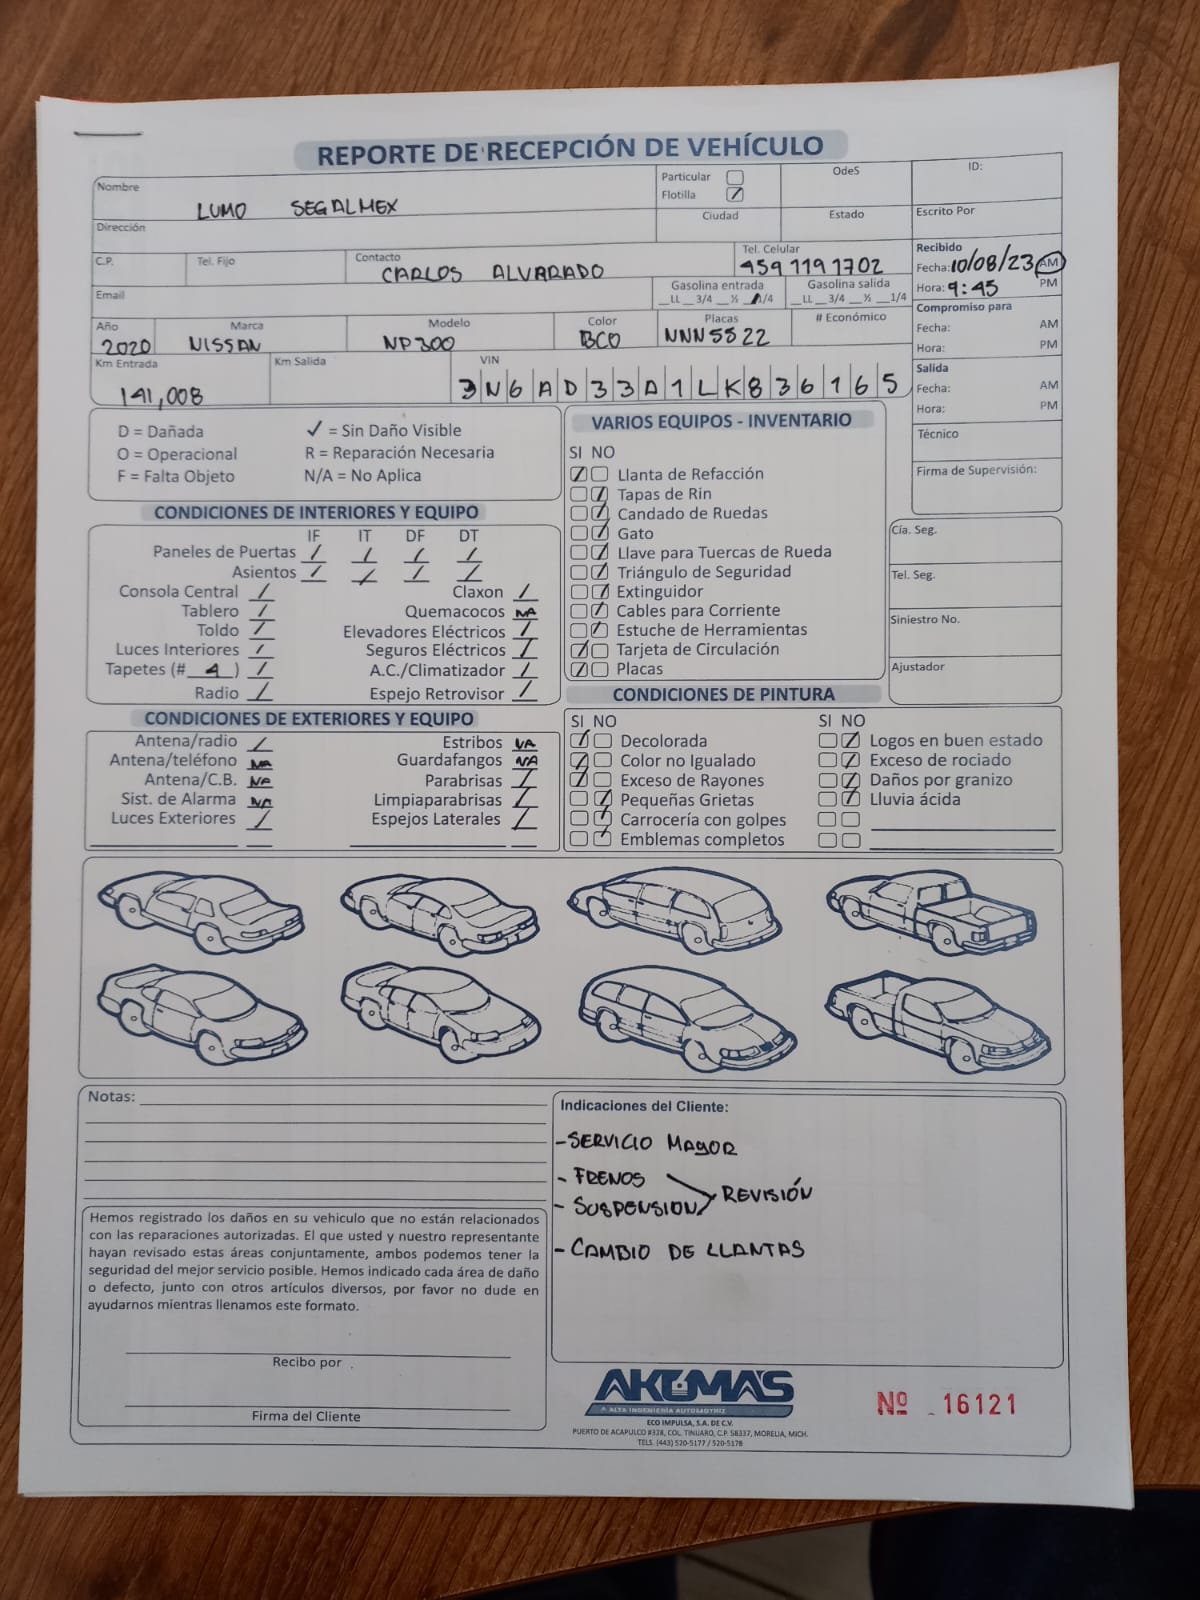 REPORTE DE RECEPCIÓN DE VEHÍCULO
Nombre LUMO SEGALMEX
Particular
Flotilla ✓
OdeS
ID:
Dirección
Ciudad
Estado
Escrito Por
C.P.
Tel. Fijo
Contacto CARLOS ALVARADO
Tel. Celular 459 119 1702
Recibido
Fecha: 10/08/23 AM
Hora: 9:45 PM
Email
Gasolina entrada
__LL __3/4 __½ __1/4
Gasolina salida
__LL __3/4 __½ __1/4
Compromiso para
Fecha: AM
Hora: PM
Año 2020
Marca NISSAN
Modelo NP300
Color BCO
Placas NNN5522
# Económico
Km Entrada 141,008
Km Salida
VIN 3N6AD33A1LK836165
Salida
Fecha: AM
Hora: PM
Técnico
Firma de Supervisión:
D = Dañada ✓ = Sin Daño Visible
O = Operacional R = Reparación Necesaria
F = Falta Objeto N/A = No Aplica
CONDICIONES DE INTERIORES Y EQUIPO
IF IT DF DT
Paneles de Puertas / / / /
Asientos / / / /
Consola Central / Claxon /
Tablero / Quemacocos NA
Toldo / Elevadores Eléctricos /
Luces Interiores / Seguros Eléctricos /
Tapetes (# 4 ) / A.C./Climatizador /
Radio / Espejo Retrovisor /
CONDICIONES DE EXTERIORES Y EQUIPO
Antena/radio / Estribos NA
Antena/teléfono NA Guardafangos NA
Antena/C.B. NA Parabrisas /
Sist. de Alarma NA Limpiaparabrisas /
Luces Exteriores / Espejos Laterales /
VARIOS EQUIPOS - INVENTARIO
SI NO
Llanta de Refacción
Tapas de Rin
Candado de Ruedas
Gato
Llave para Tuercas de Rueda
Triángulo de Seguridad
Extinguidor
Cables para Corriente
Estuche de Herramientas
Tarjeta de Circulación
Placas
Cía. Seg.
Tel. Seg.
Siniestro No.
Ajustador
CONDICIONES DE PINTURA
SI NO SI NO
Decolorada Logos en buen estado
Color no Igualado Exceso de rociado
Exceso de Rayones Daños por granizo
Pequeñas Grietas Lluvia ácida
Carrocería con golpes
Emblemas completos
Notas:
Indicaciones del Cliente:
- SERVICIO MAYOR
- FRENOS
REVISIÓN
- SUSPENSION
- CAMBIO DE LLANTAS
Hemos registrado los daños en su vehiculo que no están relacionados
con las reparaciones autorizadas. El que usted y nuestro representante
hayan revisado estas áreas conjuntamente, ambos podemos tener la
seguridad del mejor servicio posible. Hemos indicado cada área de daño
o defecto, junto con otros artículos diversos, por favor no dude en
ayudarnos mientras llenamos este formato.
Recibo por
Firma del Cliente
AKEMAS
ALTA INGENIERÍA AUTOMOTRIZ
ECO IMPULSA, S.A. DE C.V.
PUERTO DE ACAPULCO #328, COL. TINIJARO, C.P. 58337, MORELIA, MICH.
TELS. (443) 520-5177 / 520-5178
Nº 16121